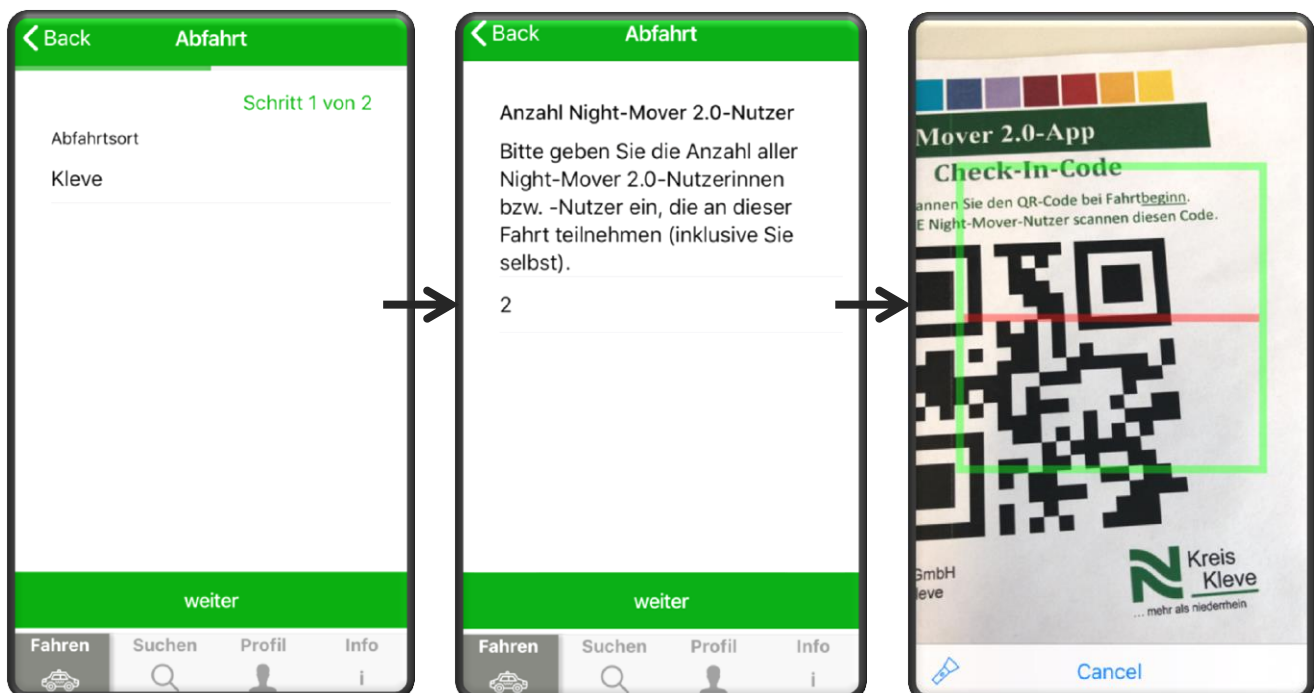 Back
Abfahrt
Schritt 1 von 2
Abfahrtsort
Kleve
weiter
Fahren Suchen Profil Info
Back
Abfahrt
Anzahl Night-Mover 2.0-Nutzer
Bitte geben Sie die Anzahl aller
Night-Mover 2.0-Nutzerinnen
bzw. -Nutzer ein, die an dieser
Fahrt teilnehmen (inklusive Sie
selbst).
2
weiter
Fahren Suchen Profil Info
Mover 2.0-App
Check-In-Code
annen Sie den QR-Code bei Fahrtbeginn.
E Night-Mover-Nutzer scannen diesen Code.
GmbH
leve
Kreis
Kleve
... mehr als niederrhein
Cancel